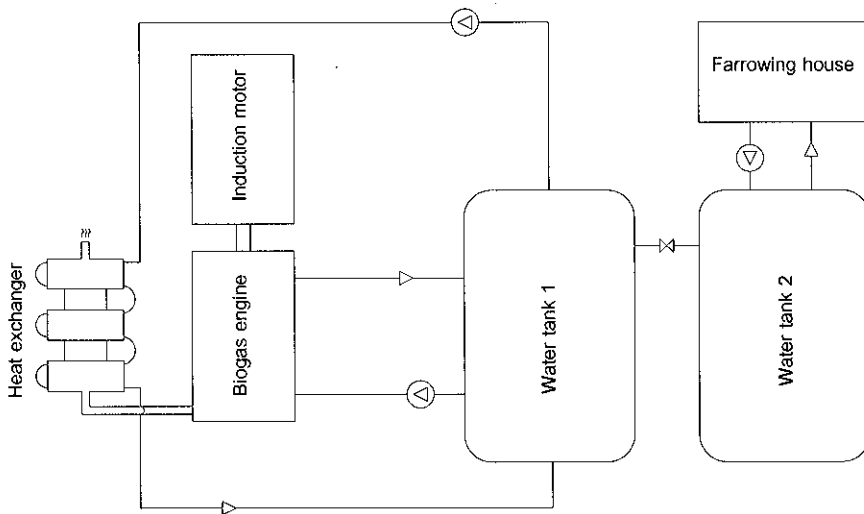 Heat exchanger
Induction motor
Biogas engine
Water tank 1
Water tank 2
Farrowing house